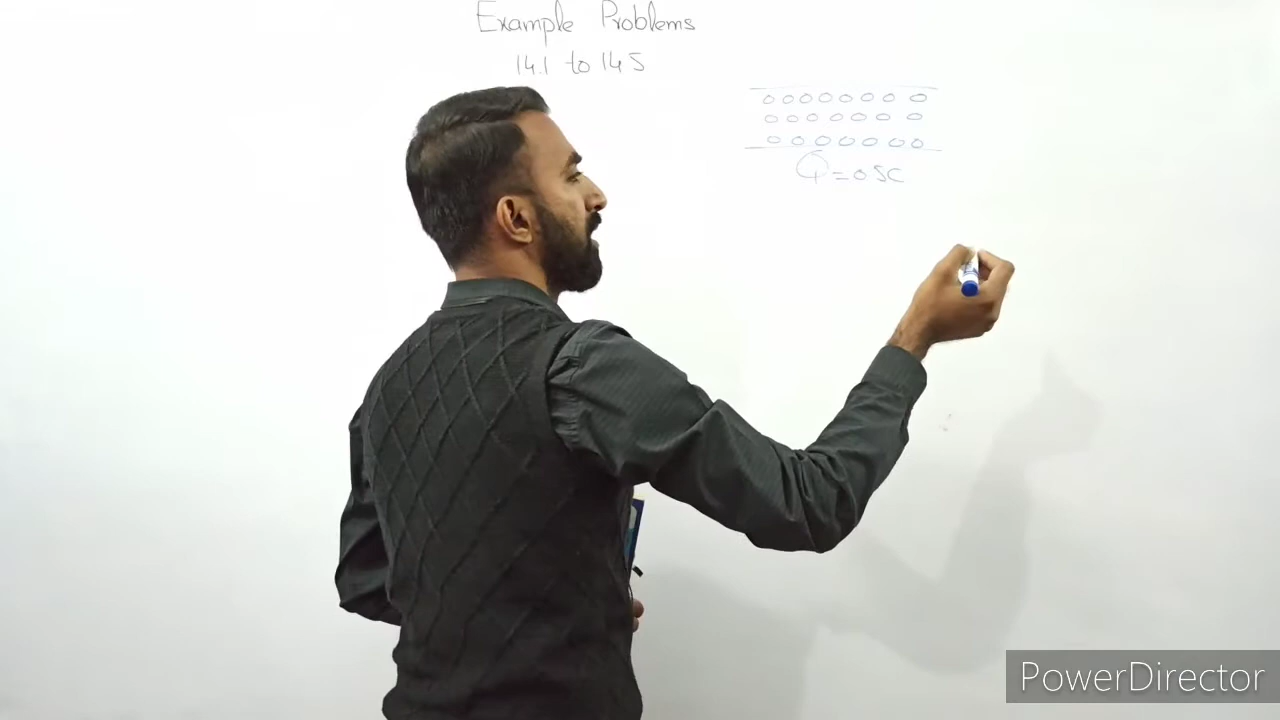 Example Problems
14.1 to 14.5
Q = 0.5C
PowerDirector